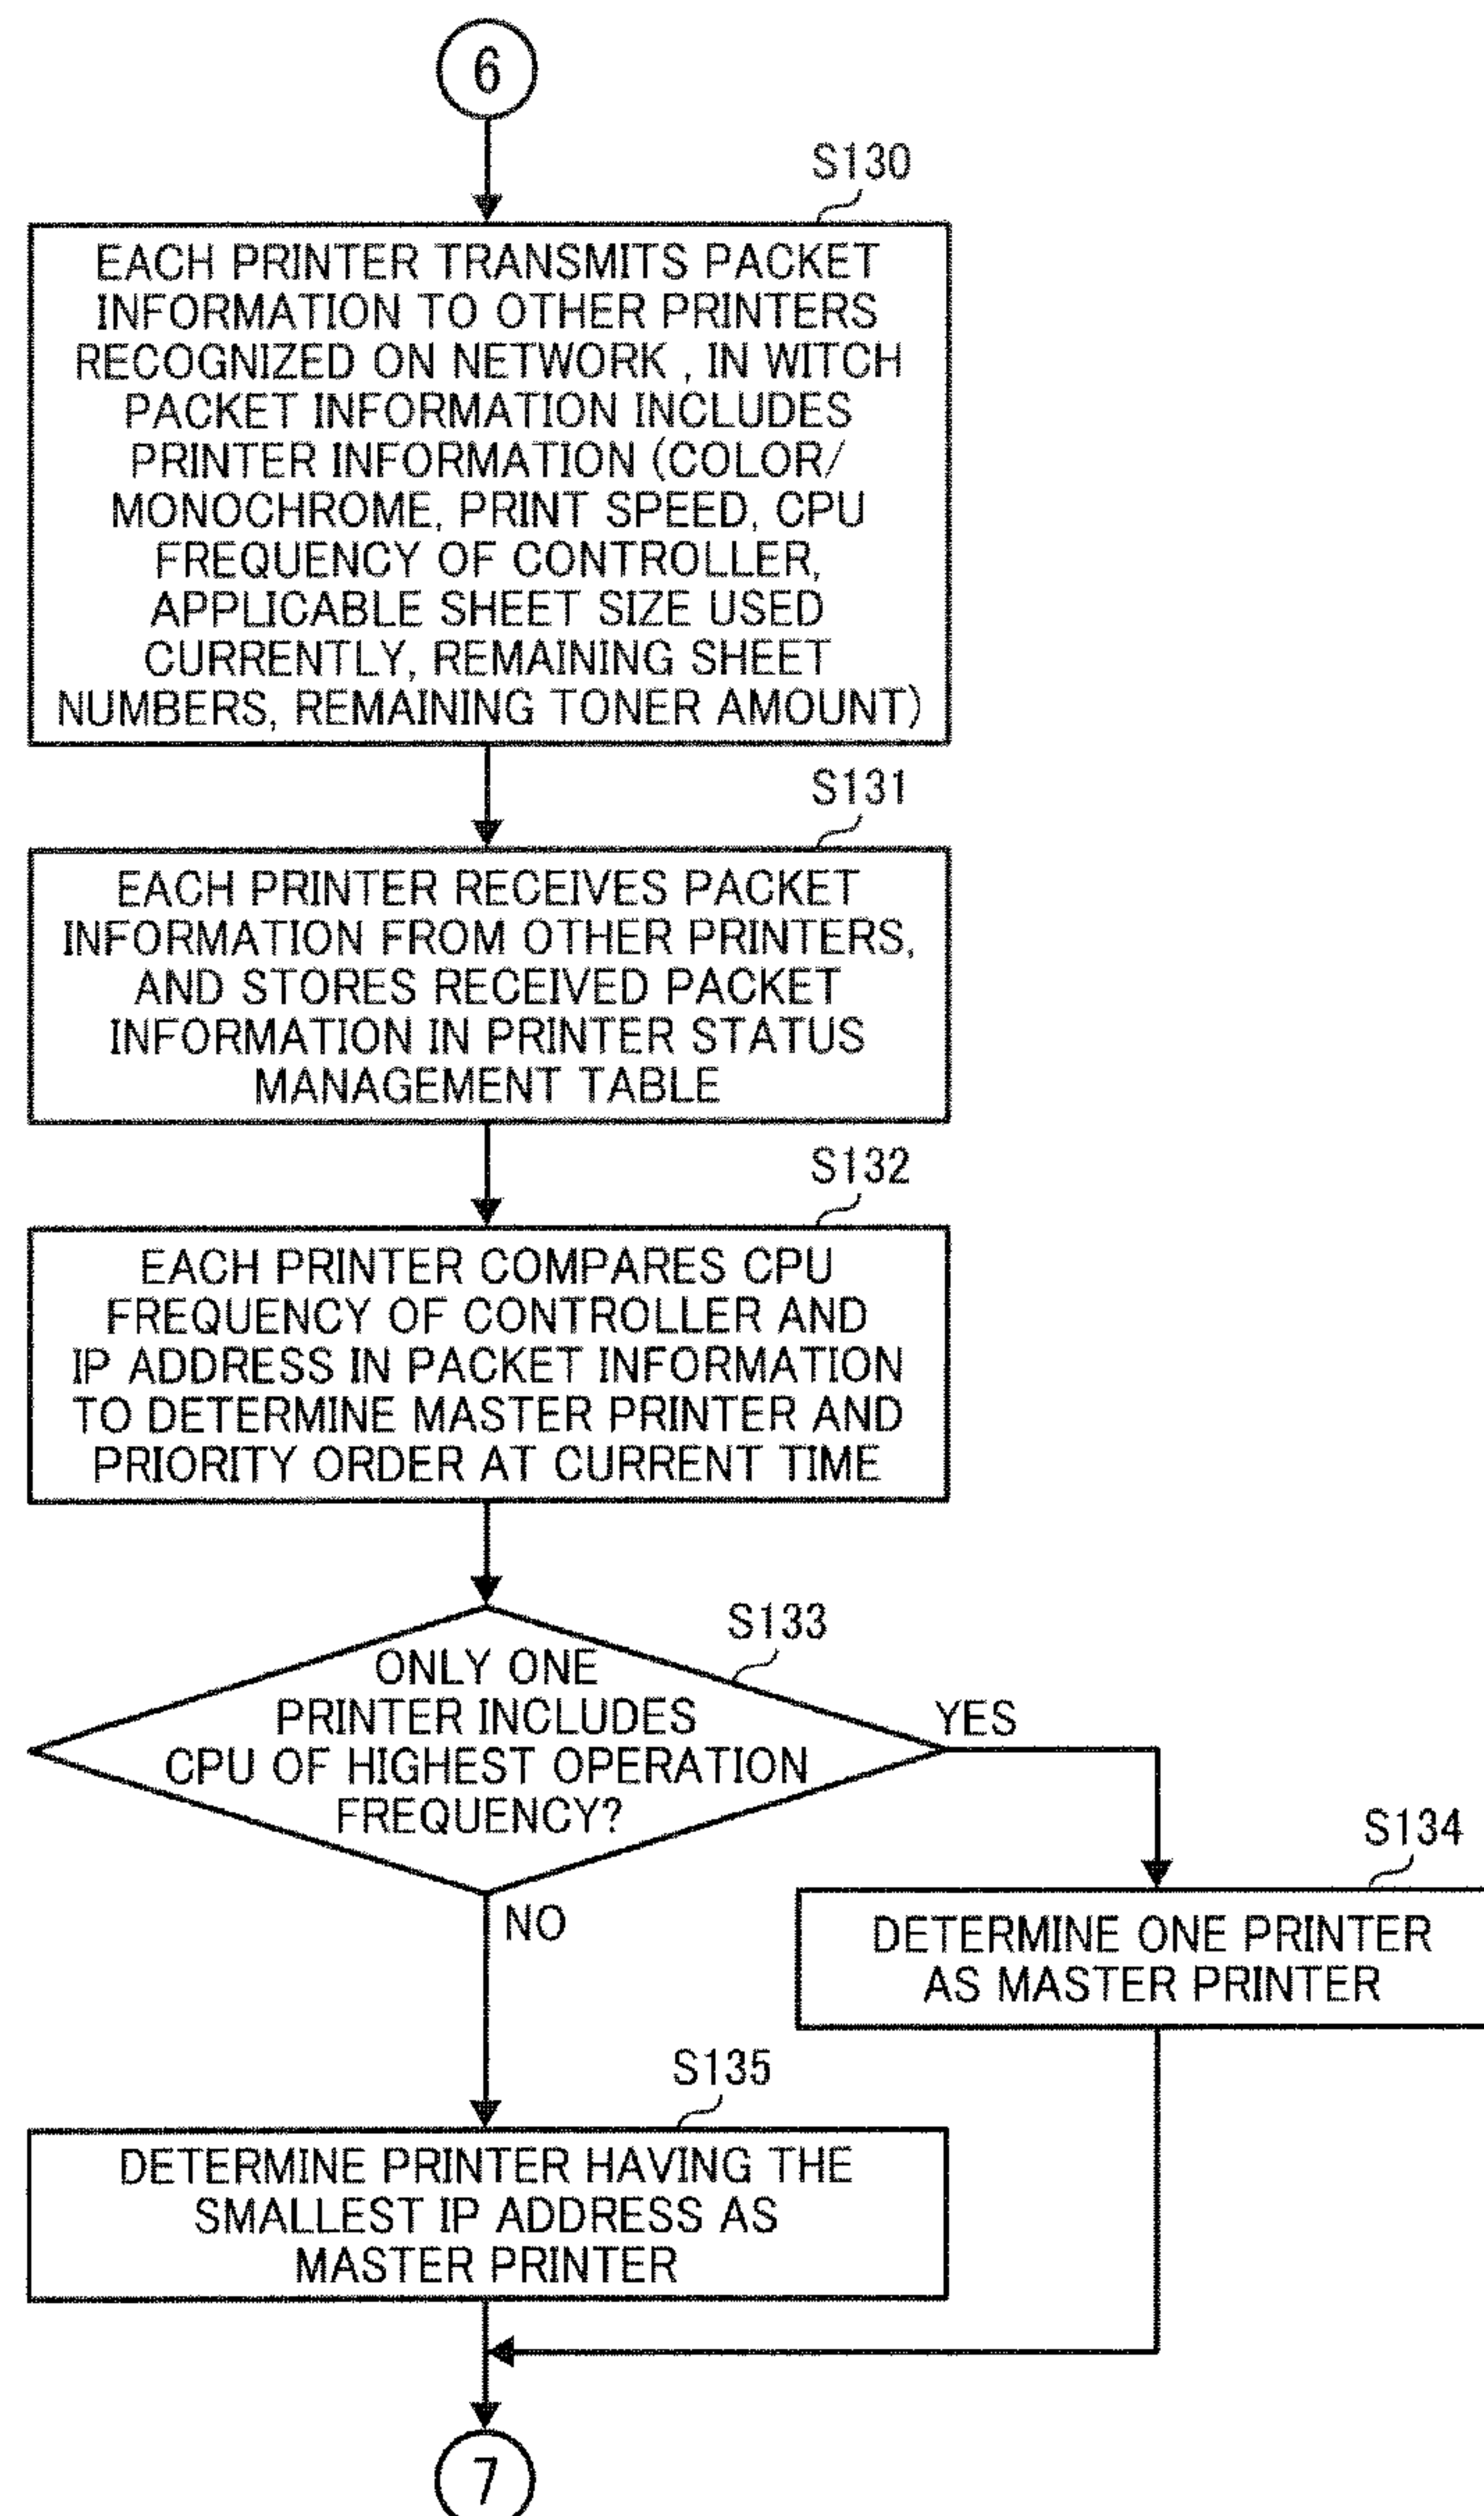 6
S130
EACH PRINTER TRANSMITS PACKET
INFORMATION TO OTHER PRINTERS
RECOGNIZED ON NETWORK , IN WITCH
PACKET INFORMATION INCLUDES
PRINTER INFORMATION (COLOR/
MONOCHROME, PRINT SPEED, CPU
FREQUENCY OF CONTROLLER,
APPLICABLE SHEET SIZE USED
CURRENTLY, REMAINING SHEET
NUMBERS, REMAINING TONER AMOUNT)
S131
EACH PRINTER RECEIVES PACKET
INFORMATION FROM OTHER PRINTERS,
AND STORES RECEIVED PACKET
INFORMATION IN PRINTER STATUS
MANAGEMENT TABLE
S132
EACH PRINTER COMPARES CPU
FREQUENCY OF CONTROLLER AND
IP ADDRESS IN PACKET INFORMATION
TO DETERMINE MASTER PRINTER AND
PRIORITY ORDER AT CURRENT TIME
S133
ONLY ONE
PRINTER INCLUDES
CPU OF HIGHEST OPERATION
FREQUENCY?
YES
S134
DETERMINE ONE PRINTER
AS MASTER PRINTER
NO
S135
DETERMINE PRINTER HAVING THE
SMALLEST IP ADDRESS AS
MASTER PRINTER
7